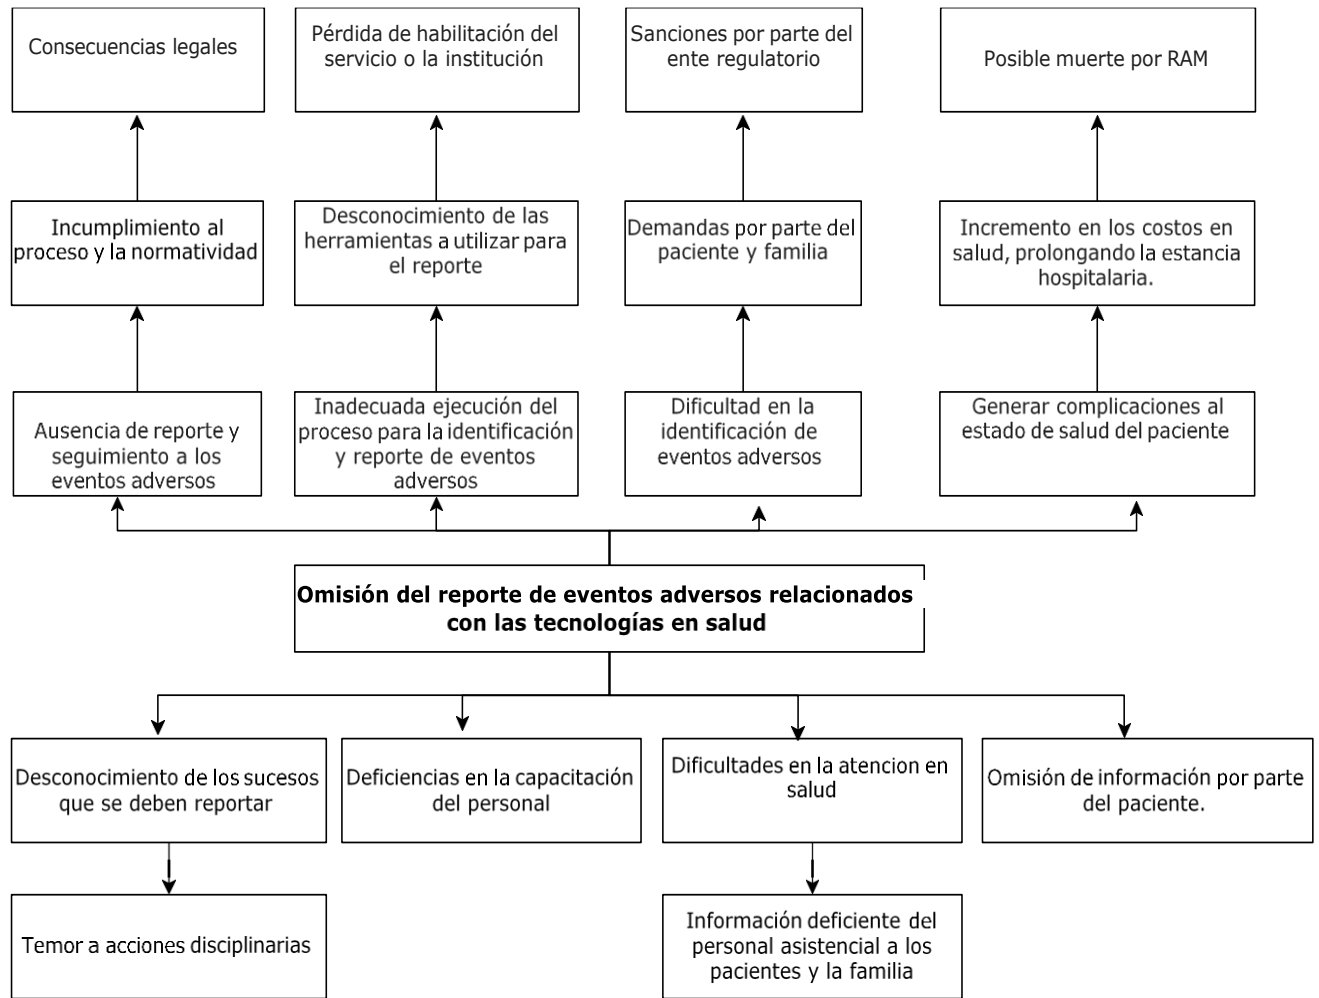 Consecuencias legales
Pérdida de habilitación del
servicio o la institución
Sanciones por parte del
ente regulatorio
Posible muerte por RAM
Incumplimiento al
proceso y la normatividad
Desconocimiento de las
herramientas a utilizar para
el reporte
Demandas por parte del
paciente y familia
Incremento en los costos en
salud, prolongando la estancia
hospitalaria.
Ausencia de reporte y
seguimiento a los
eventos adversos
Inadecuada ejecución del
proceso para la identificación
y reporte de eventos
adversos
Dificultad en la
identificación de
eventos adversos
Generar complicaciones al
estado de salud del paciente
Omisión del reporte de eventos adversos relacionados
con las tecnologías en salud
Desconocimiento de los sucesos
que se deben reportar
Deficiencias en la capacitación
del personal
Dificultades en la atencion en
salud
Omisión de información por parte
del paciente.
Temor a acciones disciplinarias
Información deficiente del
personal asistencial a los
pacientes y la familia